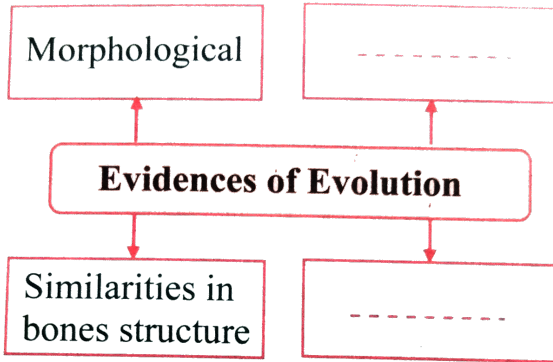 Morphological
---------
Evidences of Evolution
Similarities in
bones structure
---------